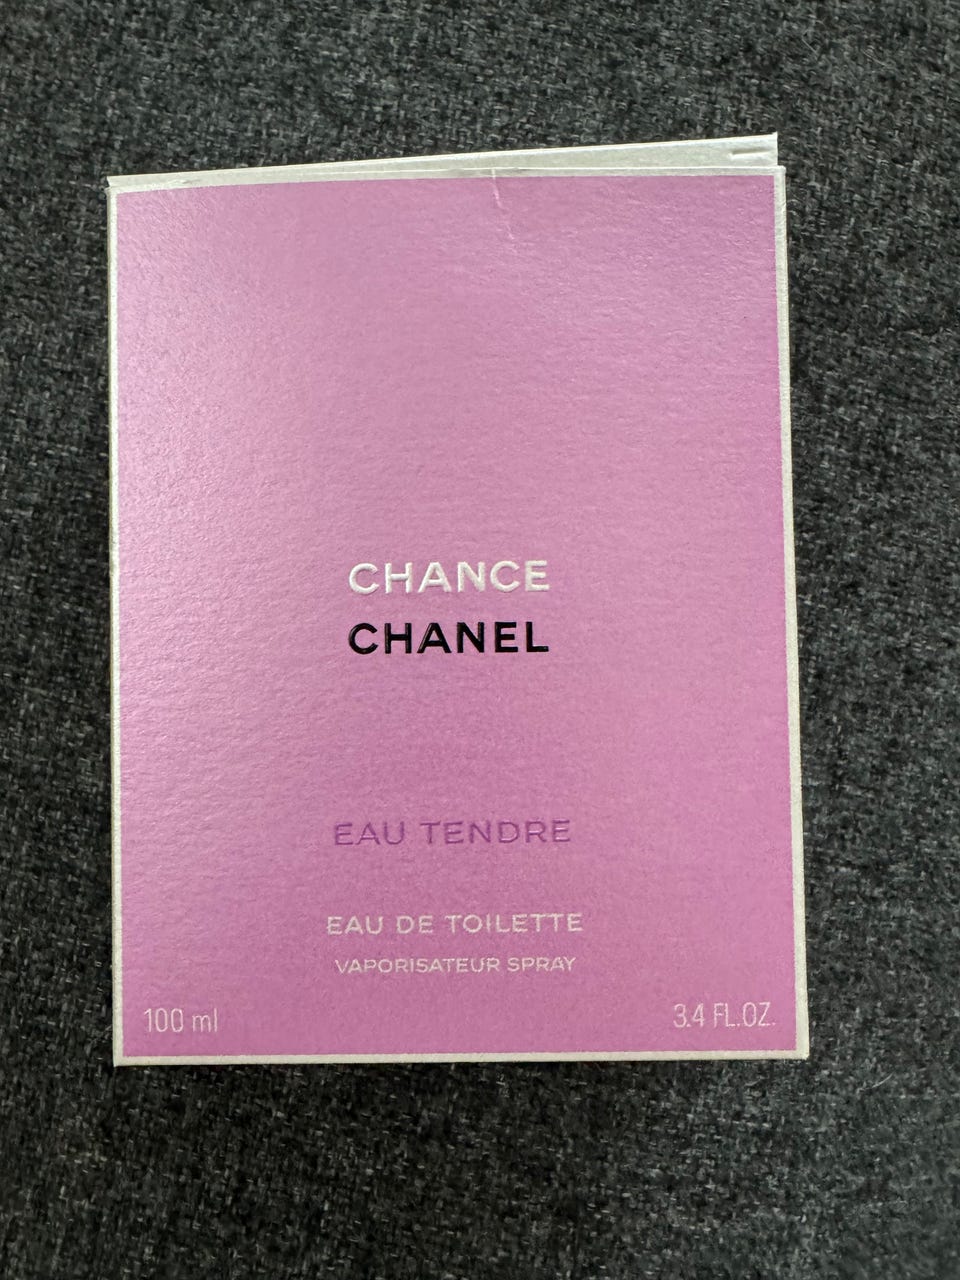 CHANCE
CHANEL
EAU TENDRE
EAU DE TOILETTE
VAPORISATEUR SPRAY
100 ml 3.4 FL.OZ.